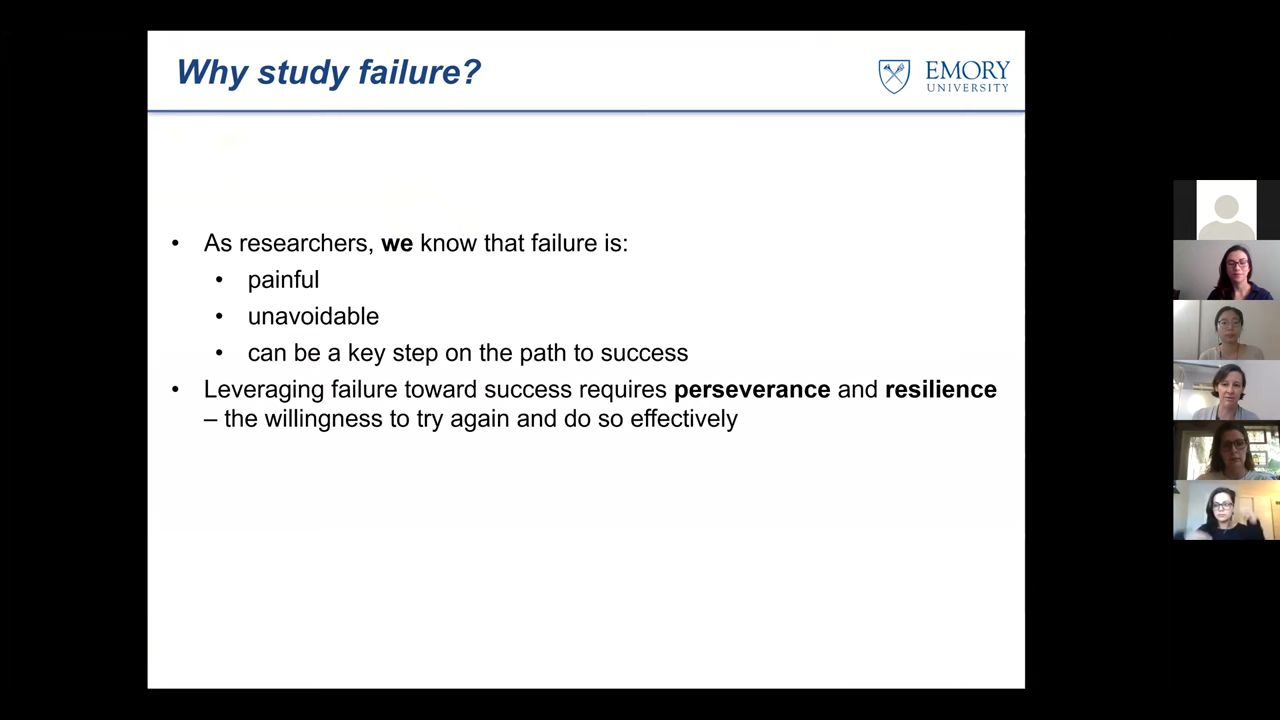 Why study failure?
EMORY
UNIVERSITY
• As researchers, we know that failure is:
• painful
• unavoidable
• can be a key step on the path to success
• Leveraging failure toward success requires perseverance and resilience
– the willingness to try again and do so effectively